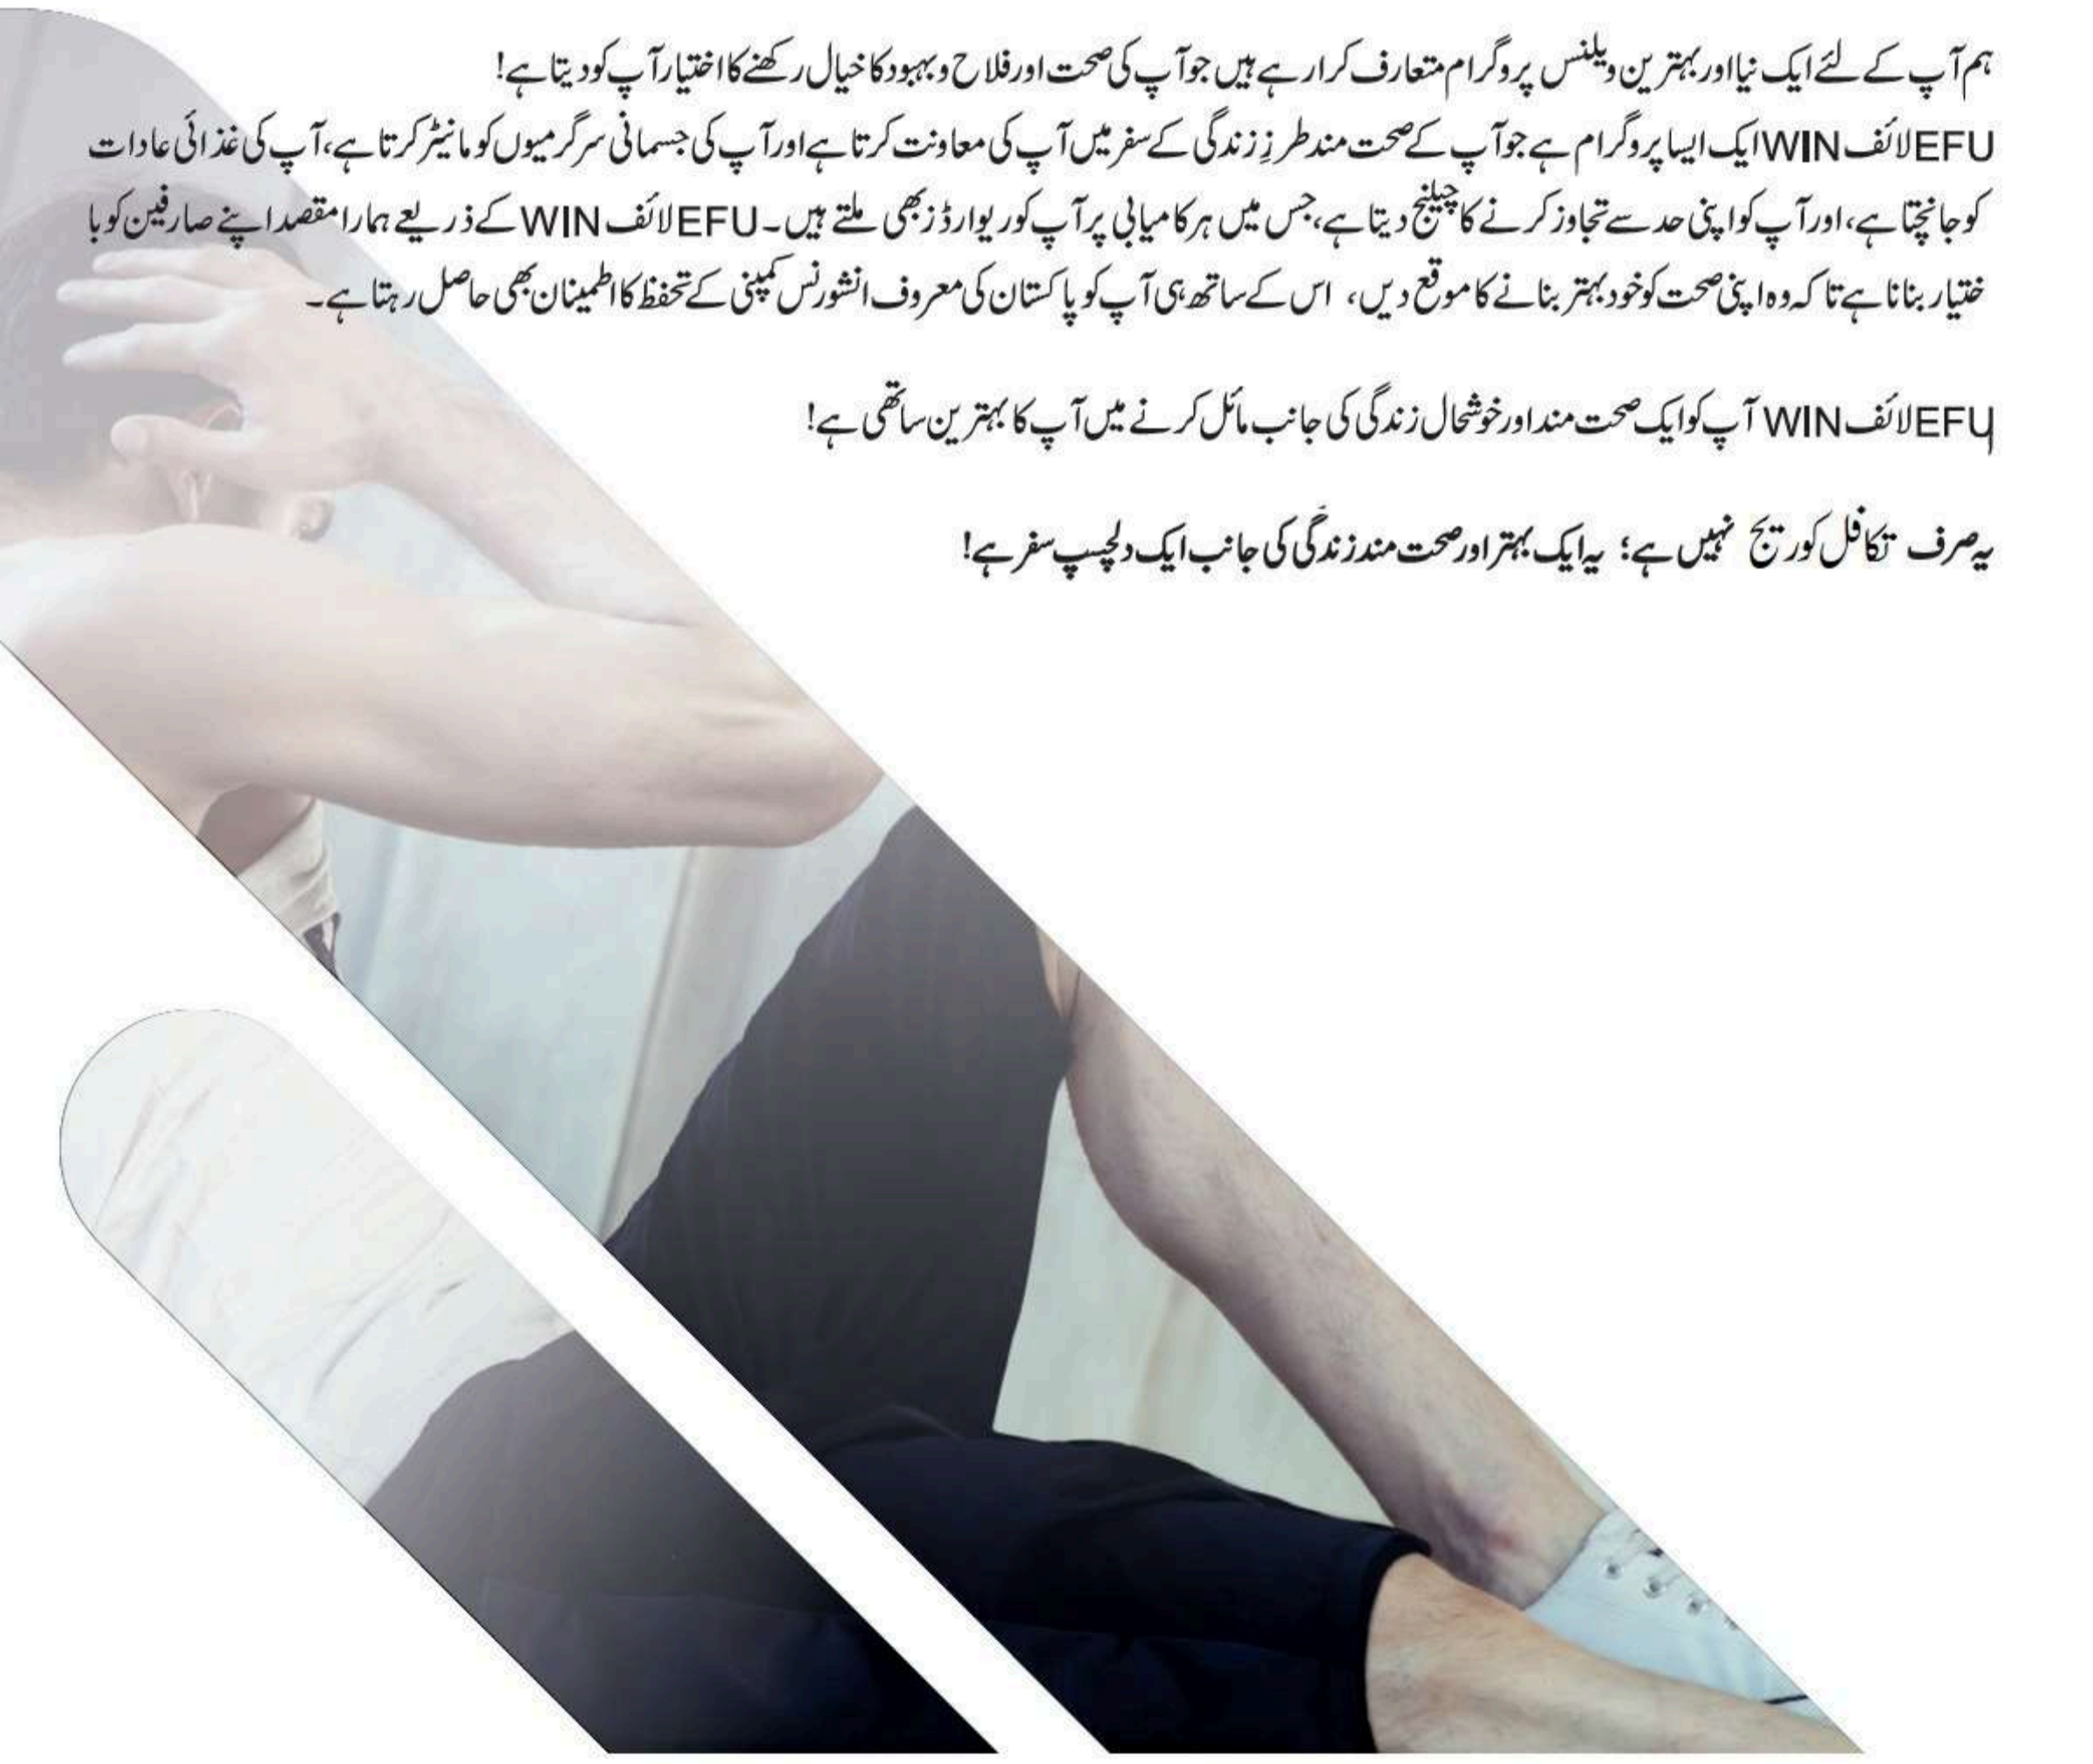 ہم آپ کے لئے ایک نیا اور بہترین ویلنس پروگرام متعارف کرا رہے ہیں جو آپ کی صحت اور فلاح و بہبود کا خیال رکھنے کا اختیار آپ کو دیتا ہے!
EFU لائف WIN ایک ایسا پروگرام ہے جو آپ کے صحت مند طرزِ زندگی کے سفر میں آپ کی معاونت کرتا ہے اور آپ کی جسمانی سرگرمیوں کو مانیٹر کرتا ہے، آپ کی غذائی عادات
کو جانچتا ہے، اور آپ کو اپنی حد سے تجاوز کرنے کا چیلنج دیتا ہے، جس میں ہر کامیابی پر آپ کو ریوارڈز بھی ملتے ہیں۔ EFU لائف WIN کے ذریعے ہمارا مقصد اپنے صارفین کو با
ختیار بنانا ہے تا کہ وہ اپنی صحت کو خود بہتر بنانے کا موقع دیں، اس کے ساتھ ہی آپ کو پاکستان کی معروف انشورنس کمپنی کے تحفظ کا اطمینان بھی حاصل رہتا ہے۔
EFU لائف WIN آپ کو ایک صحت مند اور خوشحال زندگی کی جانب مائل کرنے میں آپ کا بہترین ساتھی ہے!
یہ صرف تکافل کوریج نہیں ہے؛ یہ ایک بہتر اور صحت مند زندگی کی جانب ایک دلچسپ سفر ہے!